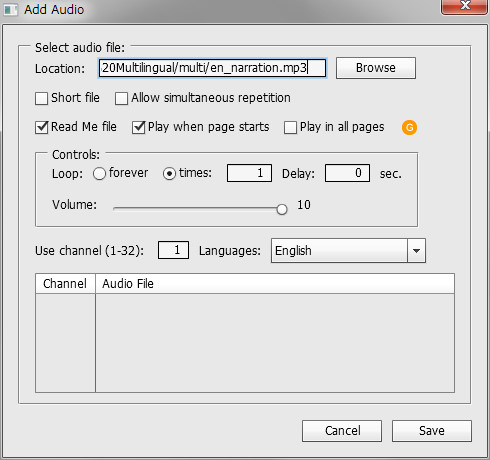 Add Audio
Select audio file:
Location: 20Multilingual/multi/en_narration.mp3 Browse
Short file Allow simultaneous repetition
Read Me file Play when page starts Play in all pages G
Controls:
Loop: forever times: 1 Delay: 0 sec.
Volume: 10
Use channel (1-32): 1 Languages: English
Channel Audio File
Cancel Save